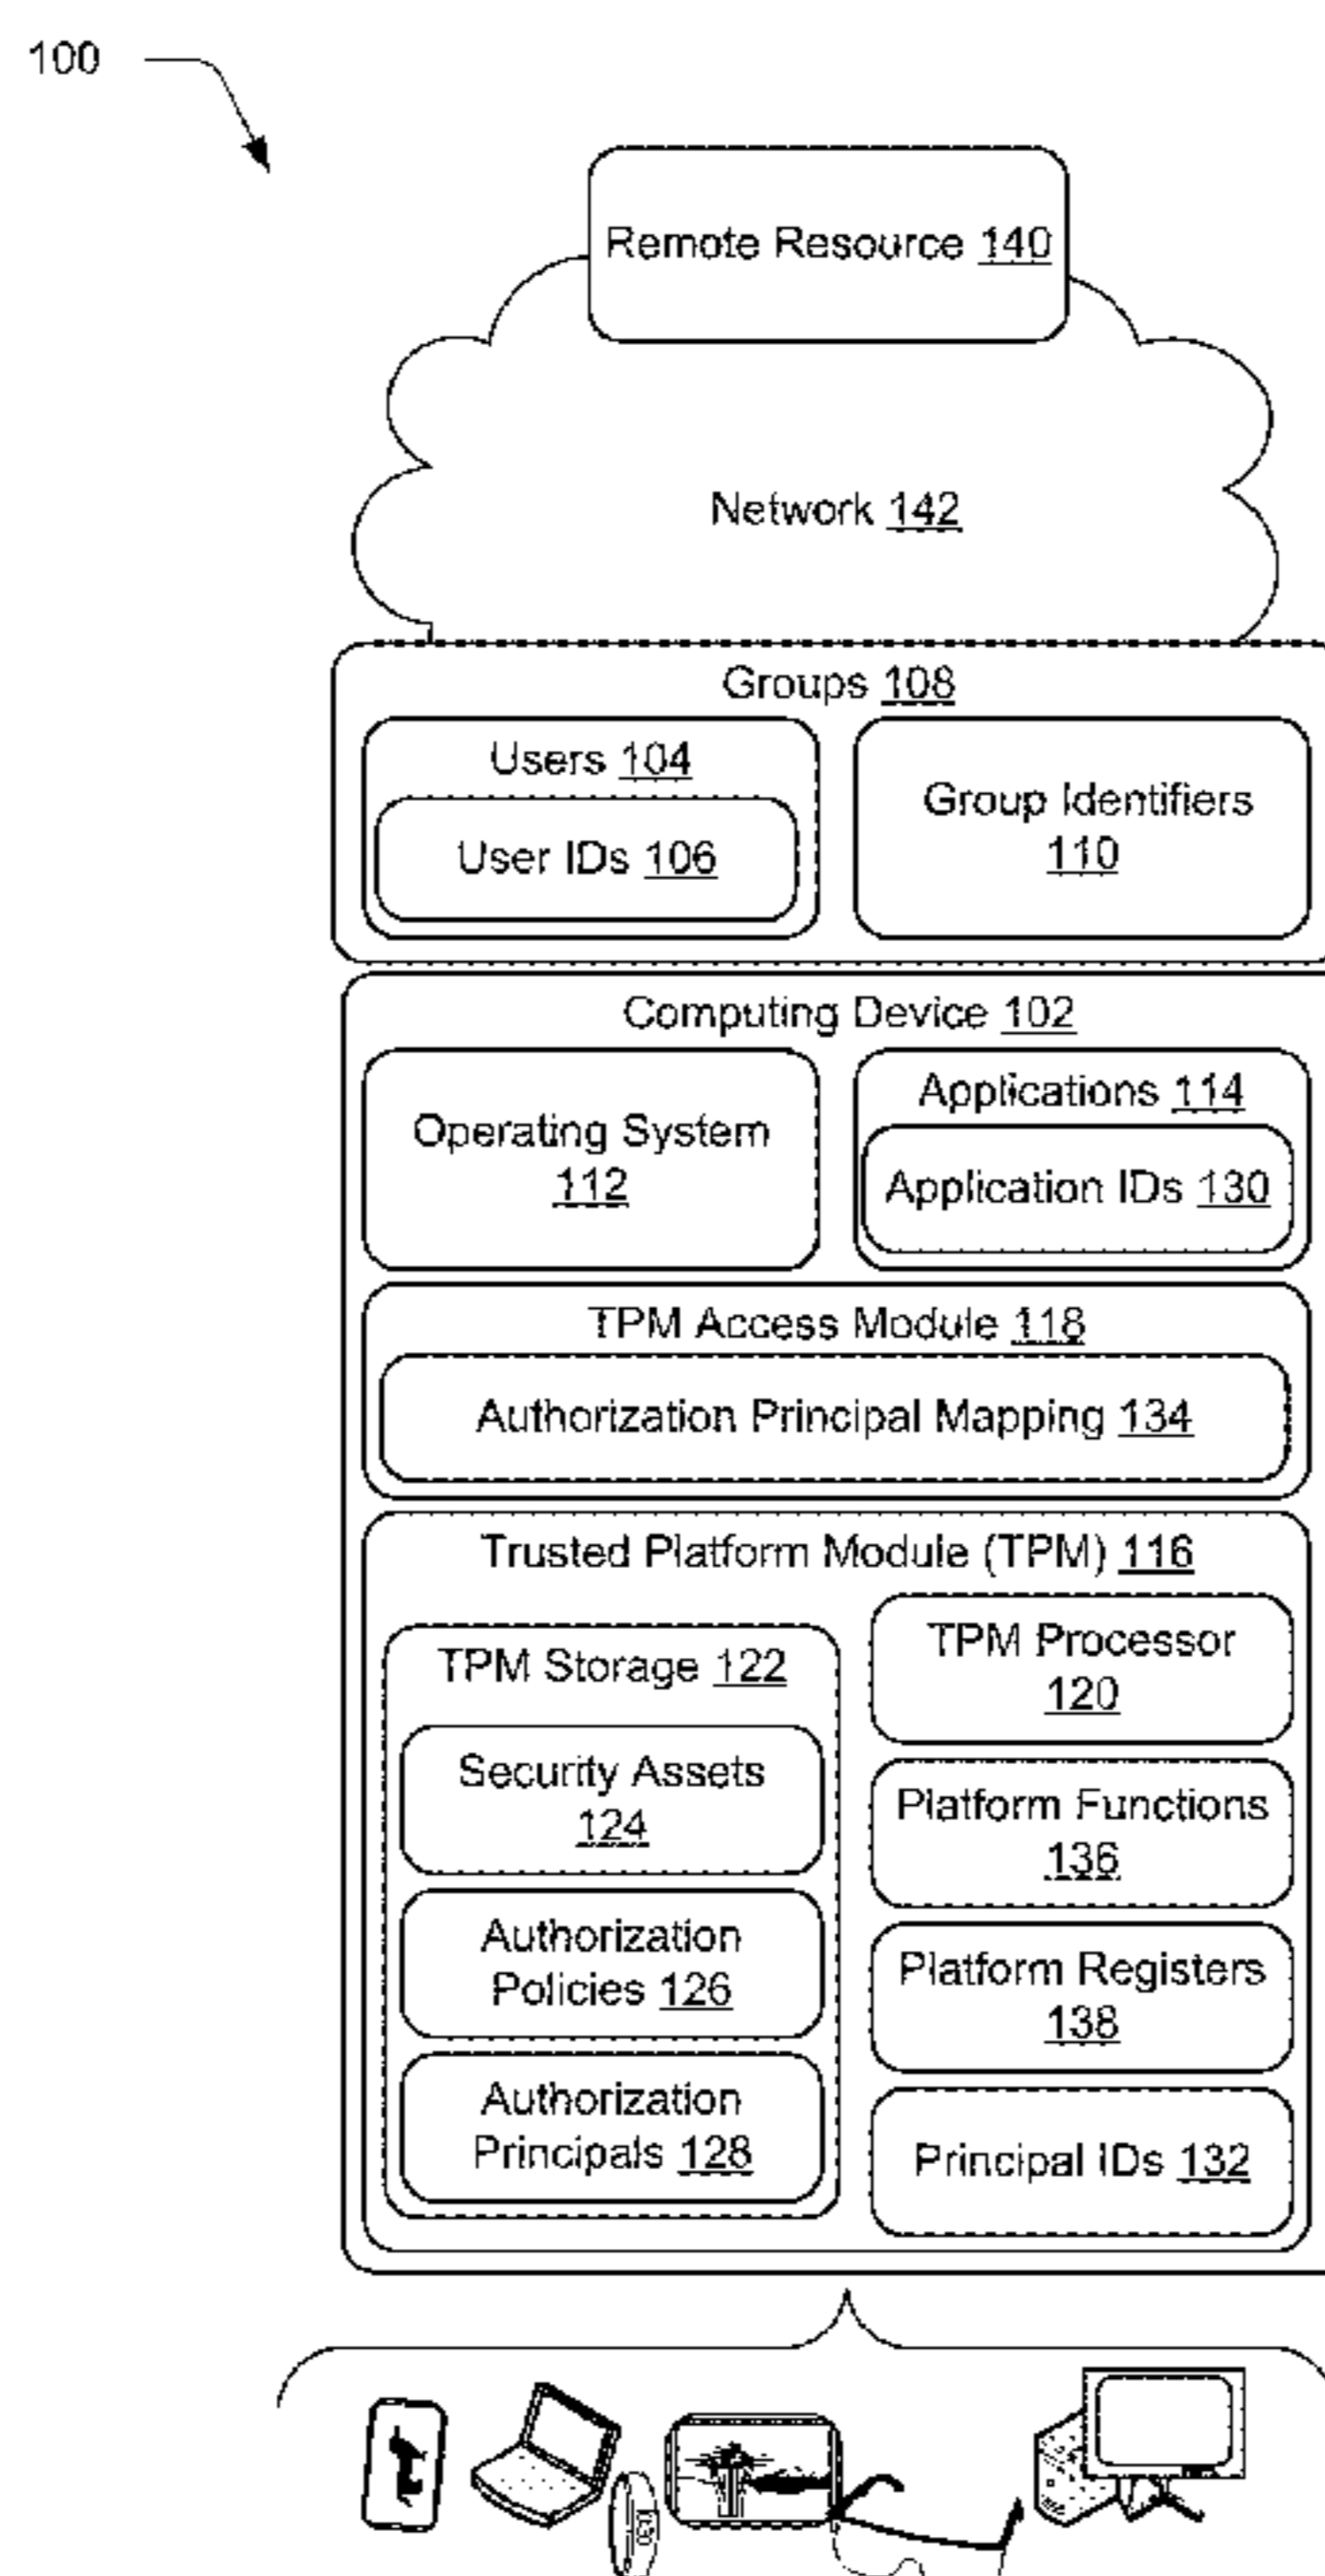 100
Remote Resource 140
Network 142
Groups 108
Users 104
User IDs 106
Group Identifiers
110
Computing Device 102
Operating System
112
Applications 114
Application IDs 130
TPM Access Module 118
Authorization Principal Mapping 134
Trusted Platform Module (TPM) 116
TPM Storage 122
Security Assets
124
Authorization
Policies 126
Authorization
Principals 128
TPM Processor
120
Platform Functions
136
Platform Registers
138
Principal IDs 132